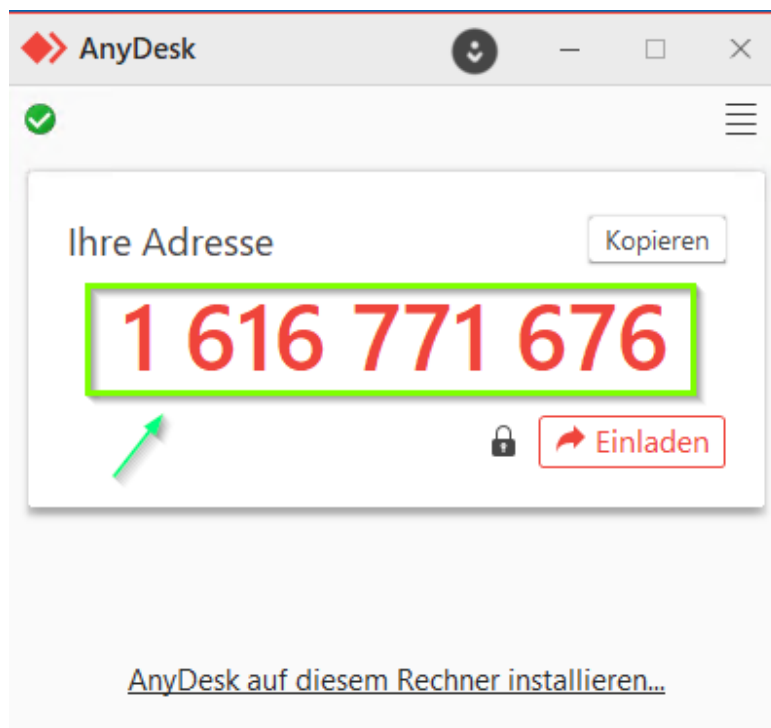 AnyDesk
Ihre Adresse
Kopieren
1 616 771 676
Einladen
AnyDesk auf diesem Rechner installieren...